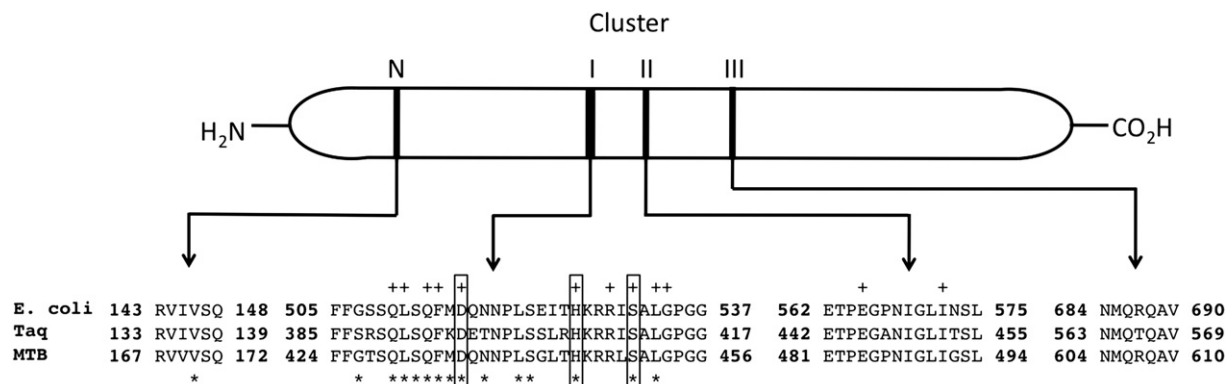 Cluster
N I II III
H2N CO2H
+ + + + + + + + + + + +
E. coli 143 RVIVSQ 148 505 FFGSSQLSQFMDQNNPLSEITHKRRISALGPGG 537 562 ETPEGPNIGLINSL 575 684 NMQRQAV 690
Taq 133 RVIVSQ 139 385 FFSRSQLSQFMDETNPLSSLRHKRRISALGPGG 417 442 ETPEGANIGLITSL 455 563 NMQTQAV 569
MTB 167 RVVVSQ 172 424 FFGTSQLSQFMDQNNPLSGLTHKRRLSALGPGG 456 481 ETPEGPNIGLIGSL 494 604 NMQRQAV 610
* * * * * * * * * * * * * * *